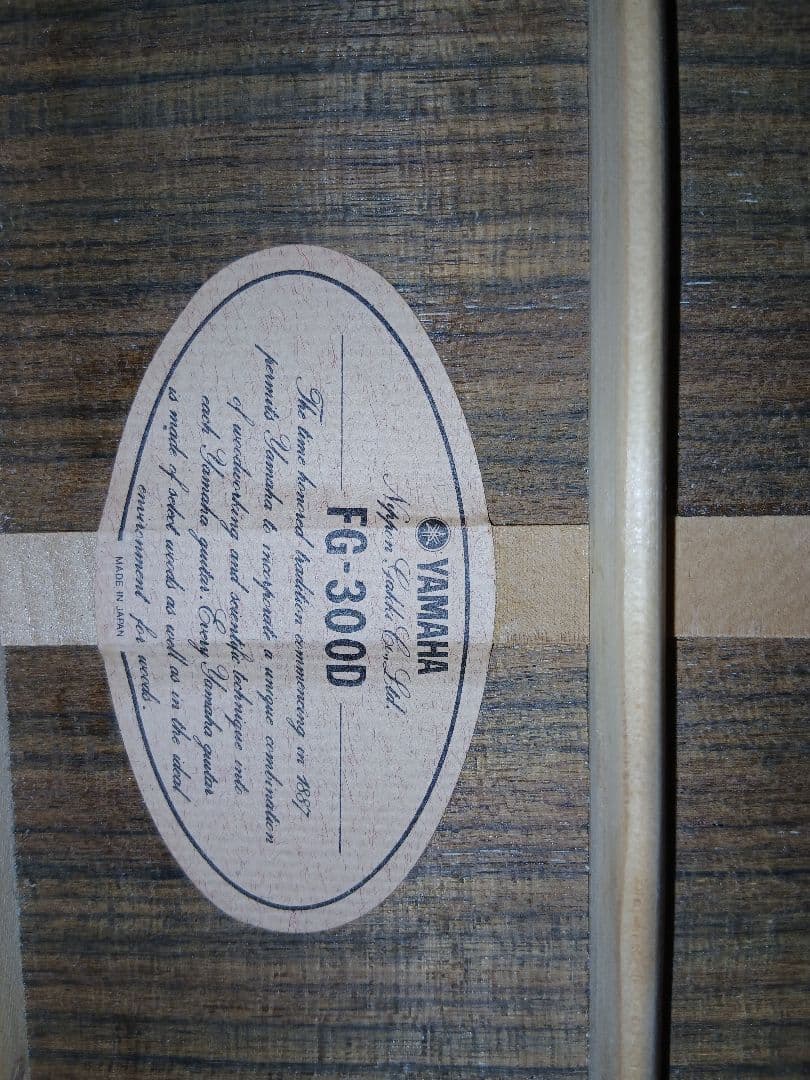 YAMAHA
Nippon Gakki Co., Ltd.
FG-300D
The time honored tradition commencing in 1887
permits Yamaha to incorporate a unique combination
of woodworking and scientific technique into
each Yamaha guitar. Every Yamaha guitar
is made of select woods as well as in the ideal
environment for woods.
MADE IN JAPAN